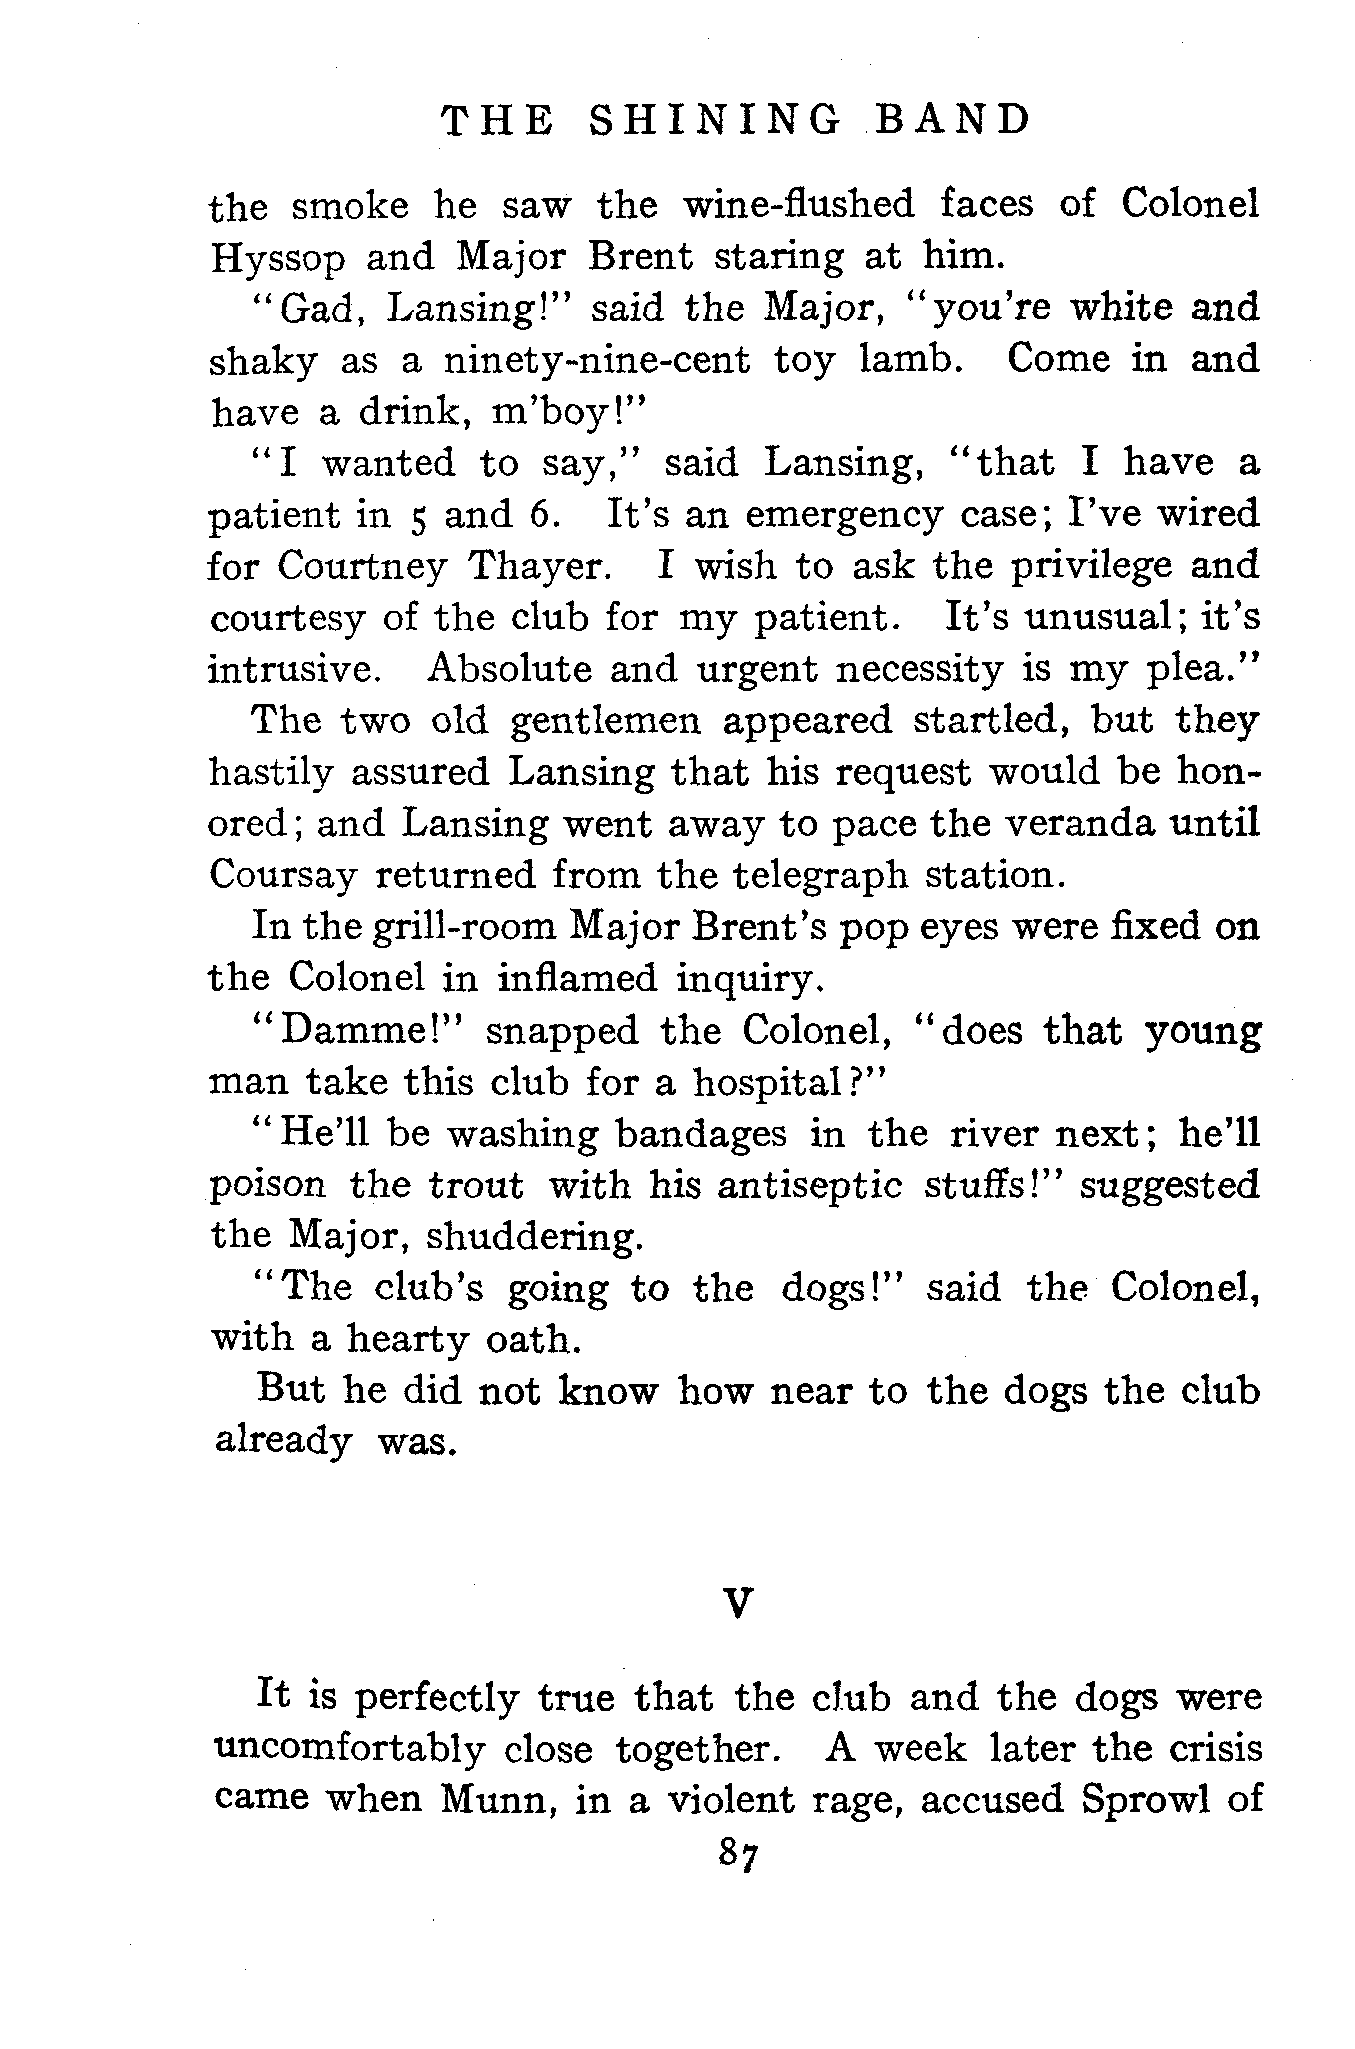 THE SHINING BAND
the smoke he saw the wine-flushed faces of Colonel
Hyssop and Major Brent staring at him.
"Gad, Lansing!" said the Major, "you're white and
shaky as a ninety-nine-cent toy lamb. Come in and
have a drink, m'boy!"
"I wanted to say," said Lansing, "that I have a
patient in 5 and 6. It's an emergency case; I've wired
for Courtney Thayer. I wish to ask the privilege and
courtesy of the club for my patient. It's unusual; it's
intrusive. Absolute and urgent necessity is my plea."
The two old gentlemen appeared startled, but they
hastily assured Lansing that his request would be hon-
ored; and Lansing went away to pace the veranda until
Coursay returned from the telegraph station.
In the grill-room Major Brent's pop eyes were fixed on
the Colonel in inflamed inquiry.
"Damme!" snapped the Colonel, "does that young
man take this club for a hospital?"
"He'll be washing bandages in the river next; he'll
poison the trout with his antiseptic stuffs!" suggested
the Major, shuddering.
"The club's going to the dogs!" said the Colonel,
with a hearty oath.
But he did not know how near to the dogs the club
already was.
V
It is perfectly true that the club and the dogs were
uncomfortably close together. A week later the crisis
came when Munn, in a violent rage, accused Sprowl of
87